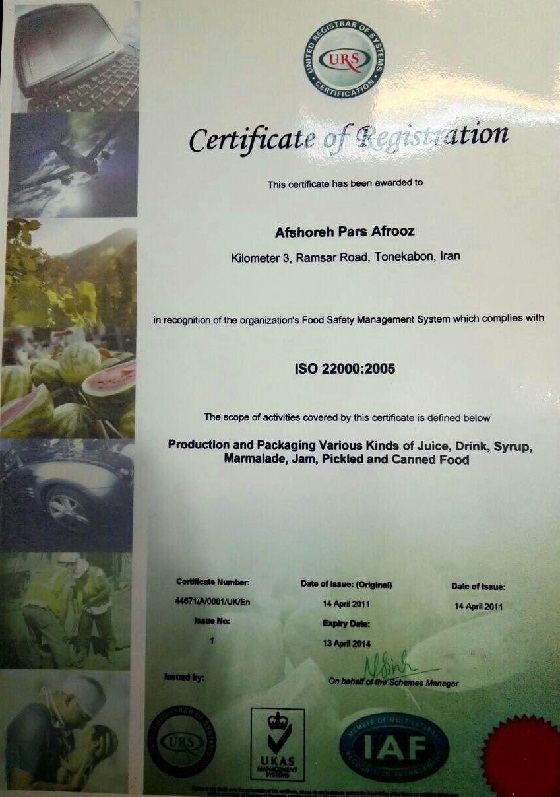 UNITED REGISTRAR OF SYSTEMS
URS
CERTIFICATION
Certificate of Registration
This certificate has been awarded to
Afshoreh Pars Afrooz
Kilometer 3, Ramsar Road, Tonekabon, Iran
in recognition of the organization's Food Safety Management System which complies with
ISO 22000:2005
The scope of activities covered by this certificate is defined below
Production and Packaging Various Kinds of Juice, Drink, Syrup,
Marmalade, Jam, Pickled and Canned Food
Certificate Number: Date of Issue: (Original) Date of Issue:
44671/A/0001/UK/En 14 April 2011 14 April 2011
Issue No: Expiry Date:
1 13 April 2014
Issued by: On behalf of the Schemes Manager
URS
UKAS
MANAGEMENT
SYSTEMS
IAF